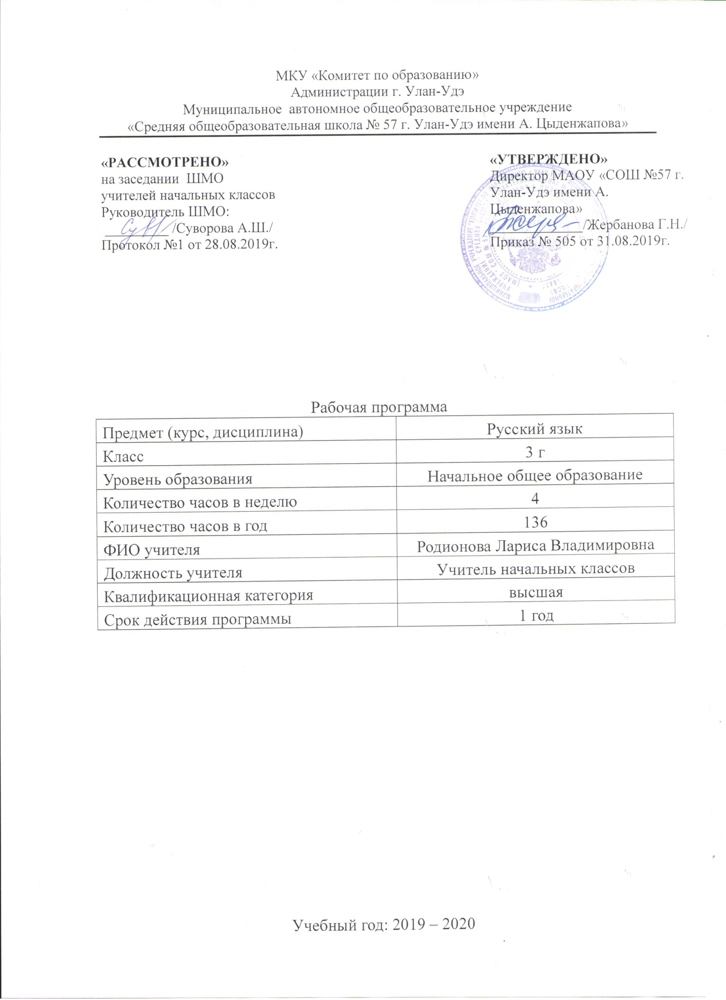 МКУ «Комитет по образованию»
Администрации г. Улан-Удэ
Муниципальное автономное общеобразовательное учреждение
«Средняя общеобразовательная школа № 57 г. Улан-Удэ имени А. Цыденжапова»
«РАССМОТРЕНО»
на заседании ШМО
учителей начальных классов
Руководитель ШМО:
/Суворова А.Ш./
Протокол №1 от 28.08.2019г.
«УТВЕРЖДЕНО»
Директор МАОУ «СОШ №57 г.
Улан-Удэ имени А.
Цыденжапова»
/Жербанова Г.Н./
Приказ № 505 от 31.08.2019г.
Рабочая программа
Предмет (курс, дисциплина) Русский язык
Класс 3 г
Уровень образования Начальное общее образование
Количество часов в неделю 4
Количество часов в год 136
ФИО учителя Родионова Лариса Владимировна
Должность учителя Учитель начальных классов
Квалификационная категория высшая
Срок действия программы 1 год
Учебный год: 2019 – 2020